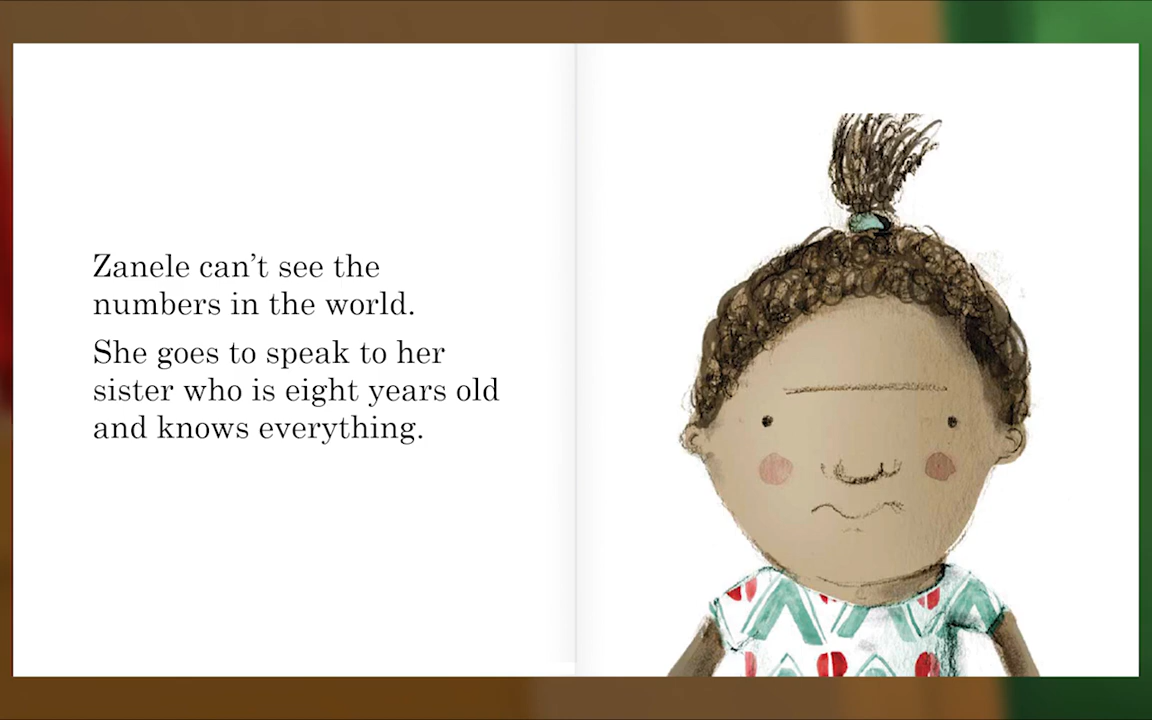 Zanele can’t see the
numbers in the world.
She goes to speak to her
sister who is eight years old
and knows everything.